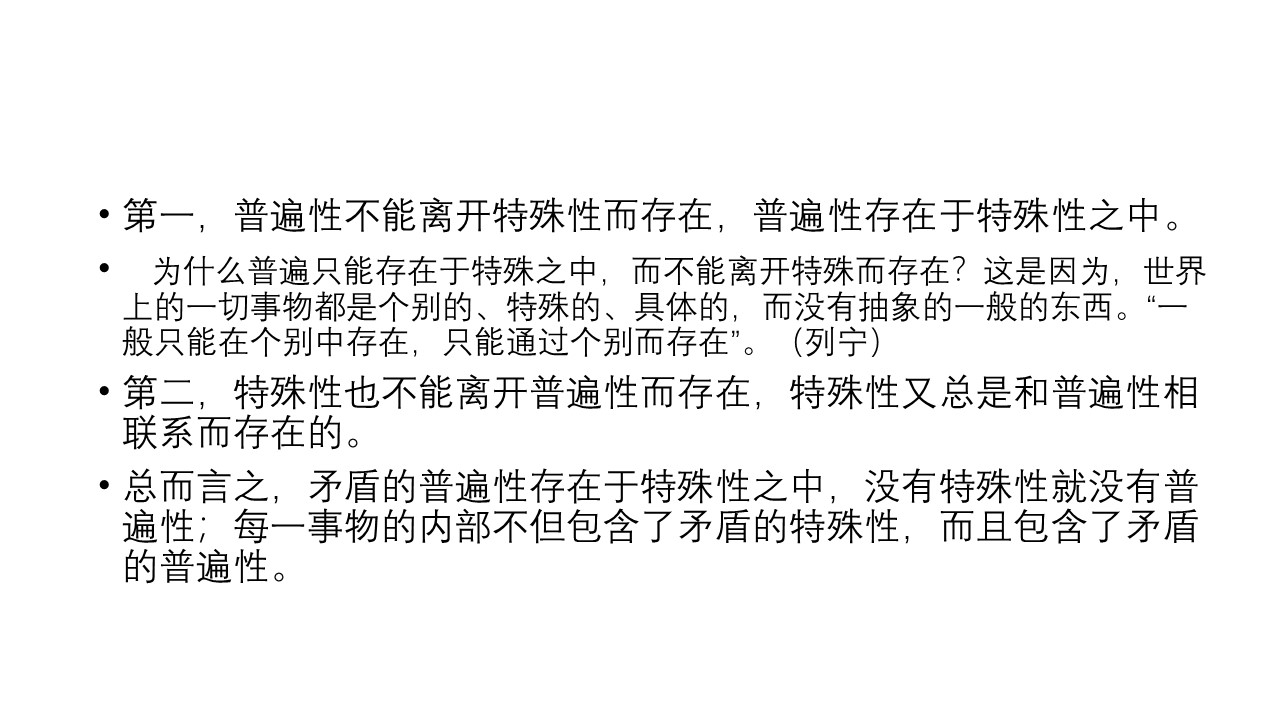 • 第一，普遍性不能离开特殊性而存在，普遍性存在于特殊性之中。
• 为什么普遍只能存在于特殊之中，而不能离开特殊而存在？这是因为，世界
上的一切事物都是个别的、特殊的、具体的，而没有抽象的一般的东西。“一
般只能在个别中存在，只能通过个别而存在”。（列宁）
• 第二，特殊性也不能离开普遍性而存在，特殊性又总是和普遍性相
联系而存在的。
• 总而言之，矛盾的普遍性存在于特殊性之中，没有特殊性就没有普
遍性；每一事物的内部不但包含了矛盾的特殊性，而且包含了矛盾
的普遍性。